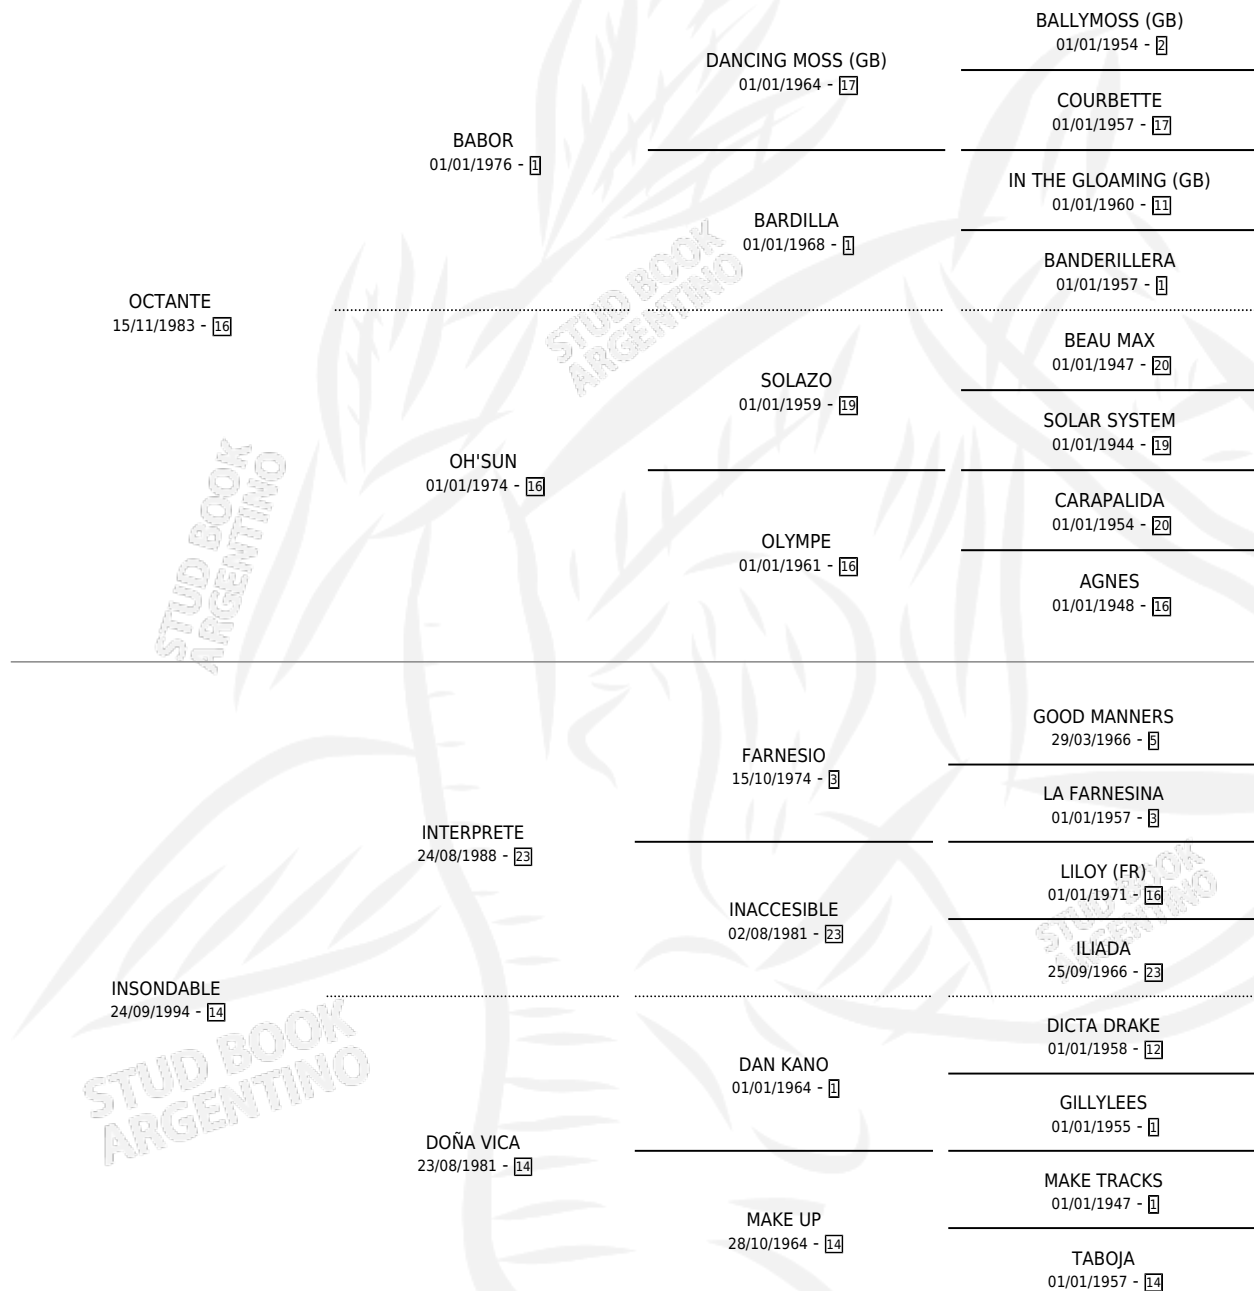 BALLYMOSS (GB)
01/01/1954 - 2
DANCING MOSS (GB)
01/01/1964 - 17
COURBETTE
01/01/1957 - 17
BABOR
01/01/1976 - 1
IN THE GLOAMING (GB)
01/01/1960 - 11
BARDILLA
01/01/1968 - 1
BANDERILLERA
01/01/1957 - 1
OCTANTE
15/11/1983 - 16
BEAU MAX
01/01/1947 - 20
SOLAZO
01/01/1959 - 19
SOLAR SYSTEM
01/01/1944 - 19
OH'SUN
01/01/1974 - 16
CARAPALIDA
01/01/1954 - 20
OLYMPE
01/01/1961 - 16
AGNES
01/01/1948 - 16
GOOD MANNERS
29/03/1966 - 5
FARNESIO
15/10/1974 - 3
LA FARNESINA
01/01/1957 - 3
INTERPRETE
24/08/1988 - 23
LILOY (FR)
01/01/1971 - 16
INACCESIBLE
02/08/1981 - 23
ILIADA
25/09/1966 - 23
INSONDABLE
24/09/1994 - 14
DICTA DRAKE
01/01/1958 - 12
DAN KANO
01/01/1964 - 1
GILLYLEES
01/01/1955 - 1
DOÑA VICA
23/08/1981 - 14
MAKE TRACKS
01/01/1947 - 1
MAKE UP
28/10/1964 - 14
TABOJA
01/01/1957 - 14
STUD BOOK
ARGENTINO
STUD BOOK
ARGENTINO
STUD BOOK
ARGENTINO
STUD BOOK
ARGENTINO